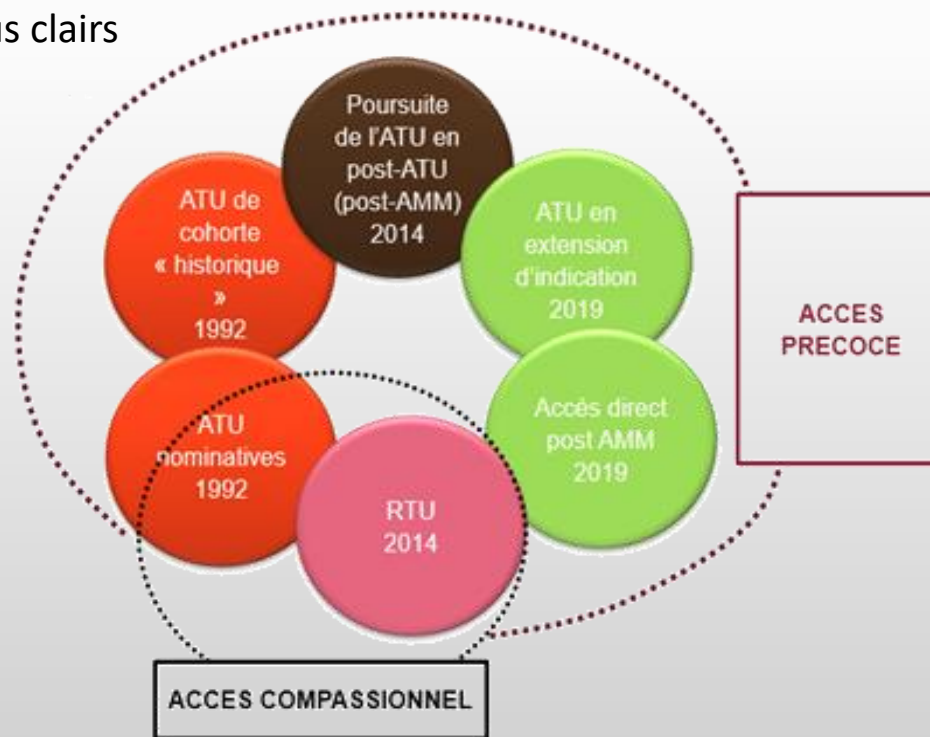 us clairs
Poursuite
de l'ATU en
post-ATU
(post-AMM)
2014
ATU de
cohorte
« historique
»
1992
ATU en
extension
d'indication
2019
ACCES
PRECOCE
ATU
nominatives
1992
Accès direct
post AMM
2019
RTU
2014
ACCES COMPASSIONNEL